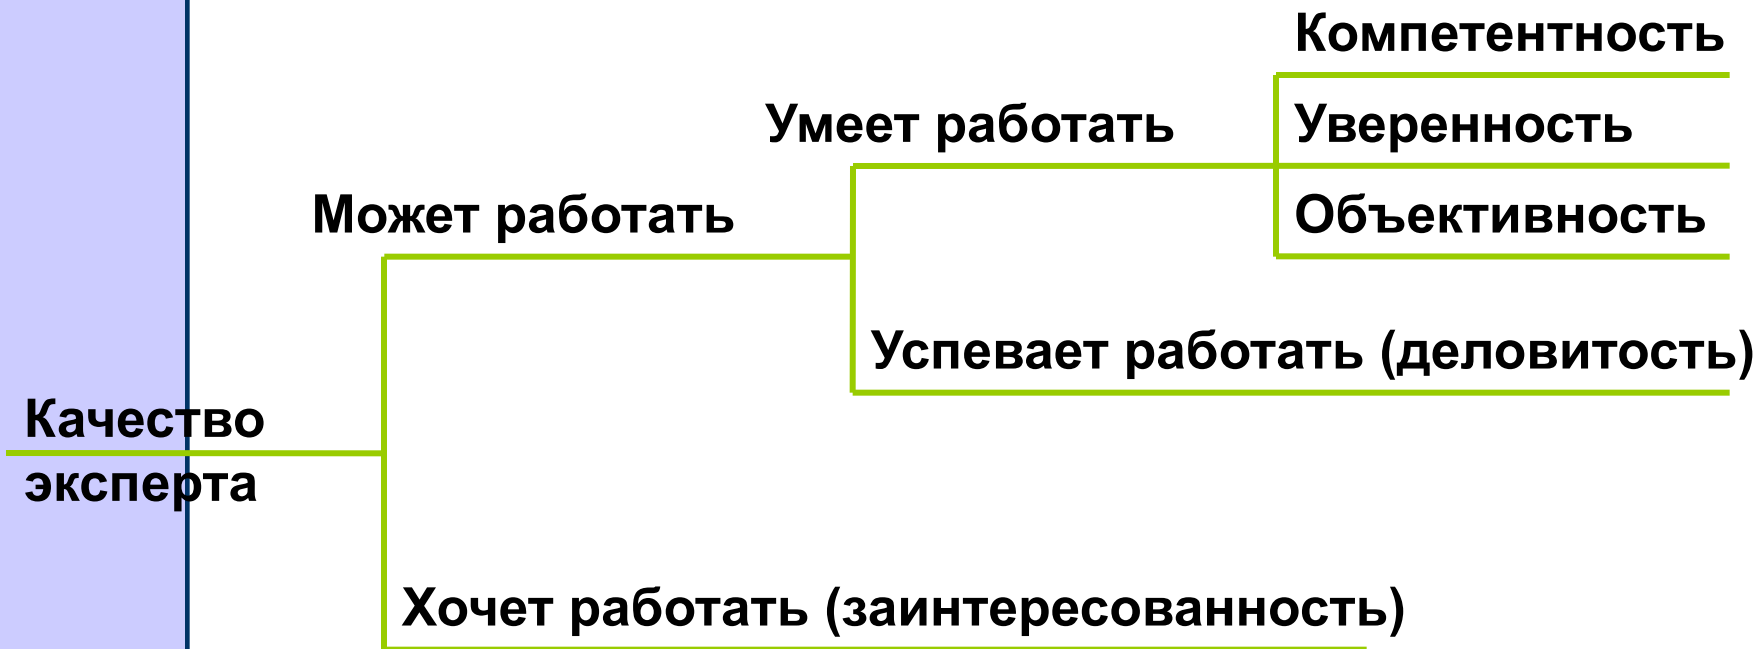 Компетентность
Умеет работать
Уверенность
Может работать
Объективность
Успевает работать (деловитость)
Качество
эксперта
Хочет работать (заинтересованность)